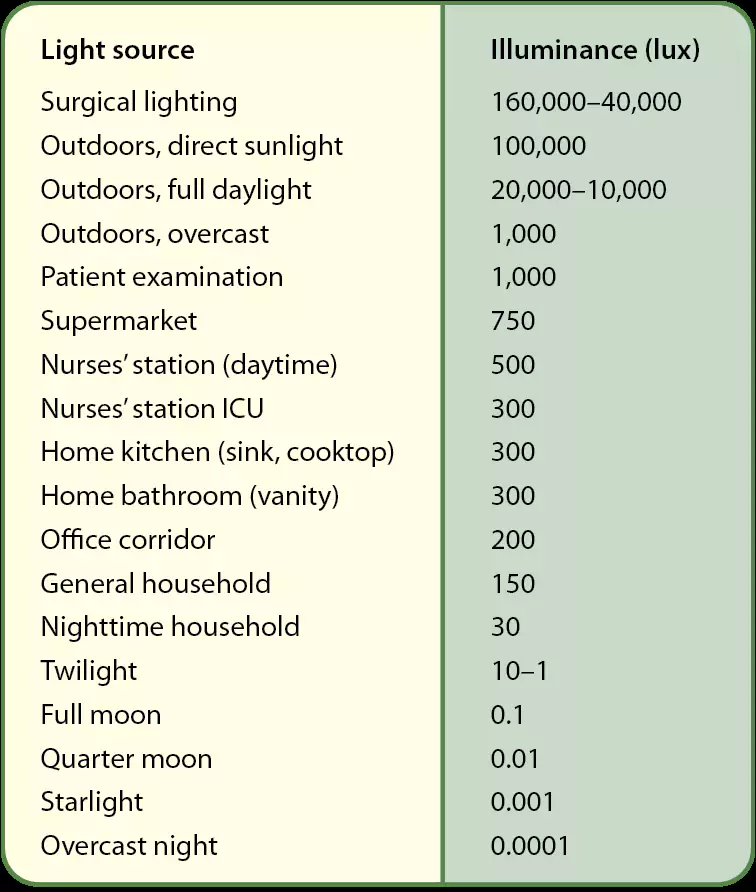 Light source Illuminance (lux)
Surgical lighting 160,000–40,000
Outdoors, direct sunlight 100,000
Outdoors, full daylight 20,000–10,000
Outdoors, overcast 1,000
Patient examination 1,000
Supermarket 750
Nurses’ station (daytime) 500
Nurses’ station ICU 300
Home kitchen (sink, cooktop) 300
Home bathroom (vanity) 300
Office corridor 200
General household 150
Nighttime household 30
Twilight 10–1
Full moon 0.1
Quarter moon 0.01
Starlight 0.001
Overcast night 0.0001